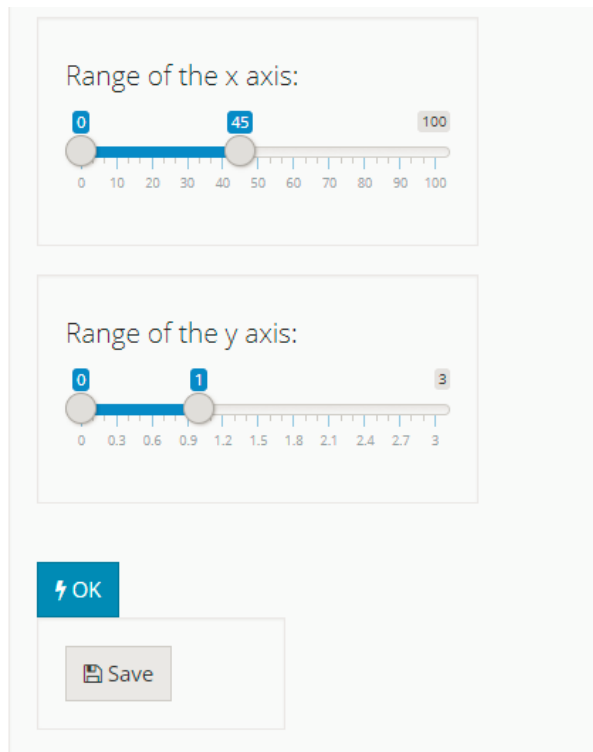 Range of the x axis:
0 45 100
0 10 20 30 40 50 60 70 80 90 100
Range of the y axis:
0 1 3
0 0.3 0.6 0.9 1.2 1.5 1.8 2.1 2.4 2.7 3
OK
Save